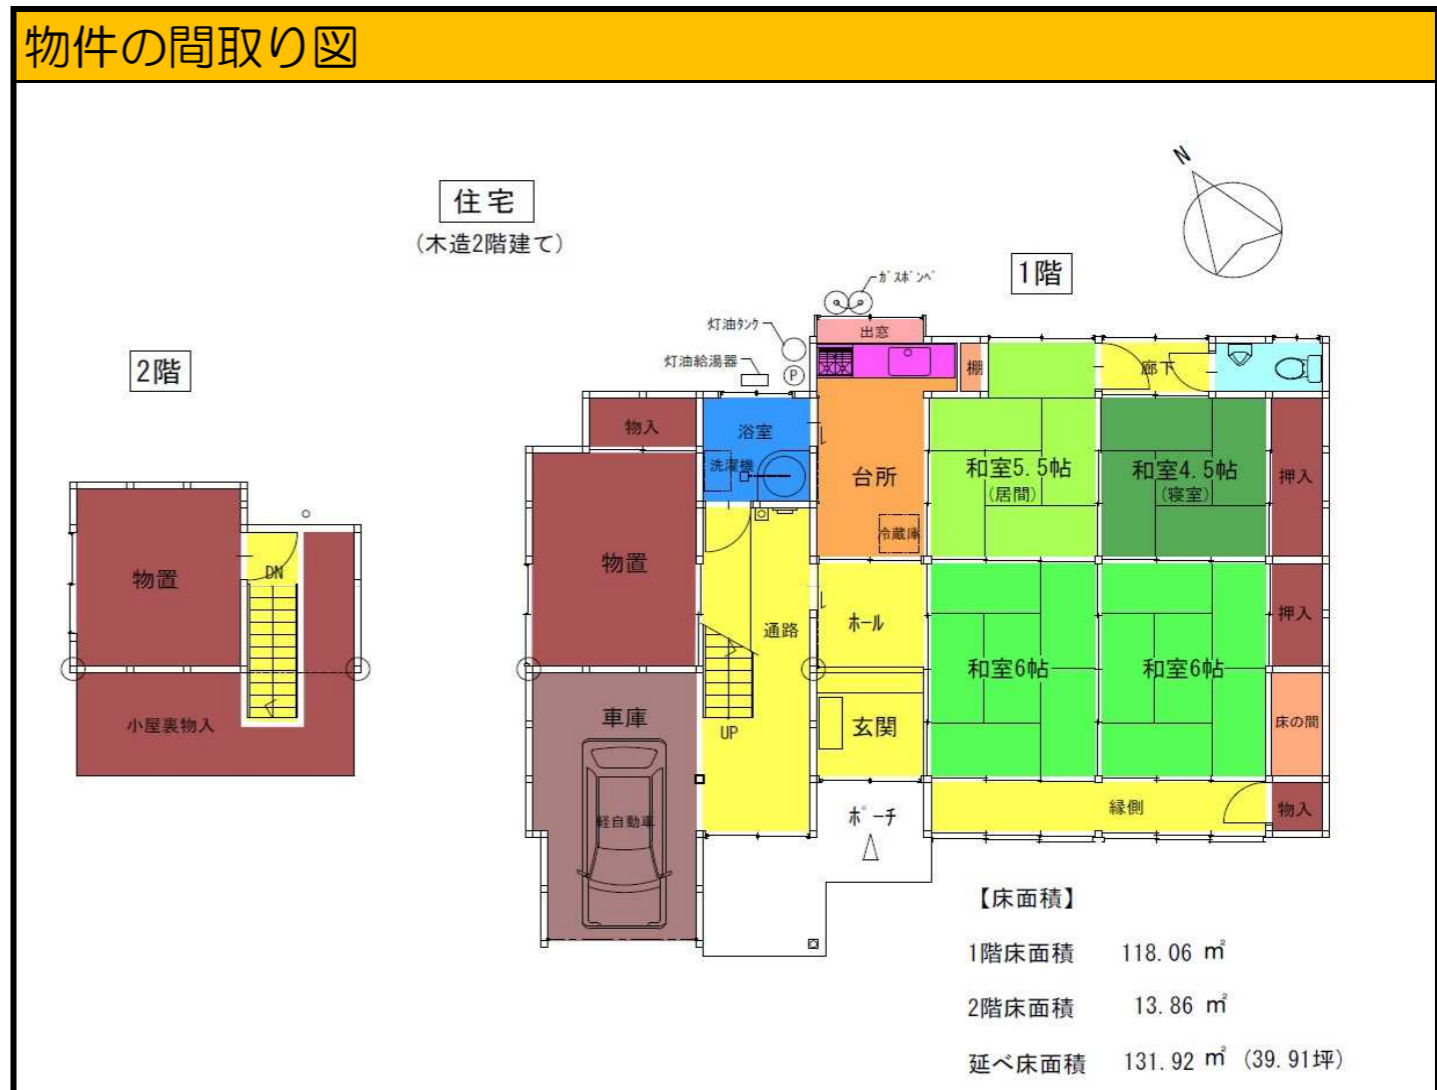 物件の間取り図
住宅
(木造2階建て)
N
1階
2階
ガスボンベ
灯油タンク
灯油給湯器
P
出窓
棚
廊下
物入
浴室
洗濯機
台所
冷蔵庫
和室5.5帖
(居間)
和室4.5帖
(寝室)
押入
物置
DN
物置
通路
ホール
押入
和室6帖
和室6帖
小屋裏物入
車庫
UP
玄関
床の間
軽自動車
ポーチ
縁側
物入
【床面積】
1階床面積 118.06 ㎡
2階床面積 13.86 ㎡
延べ床面積 131.92 ㎡ (39.91坪)